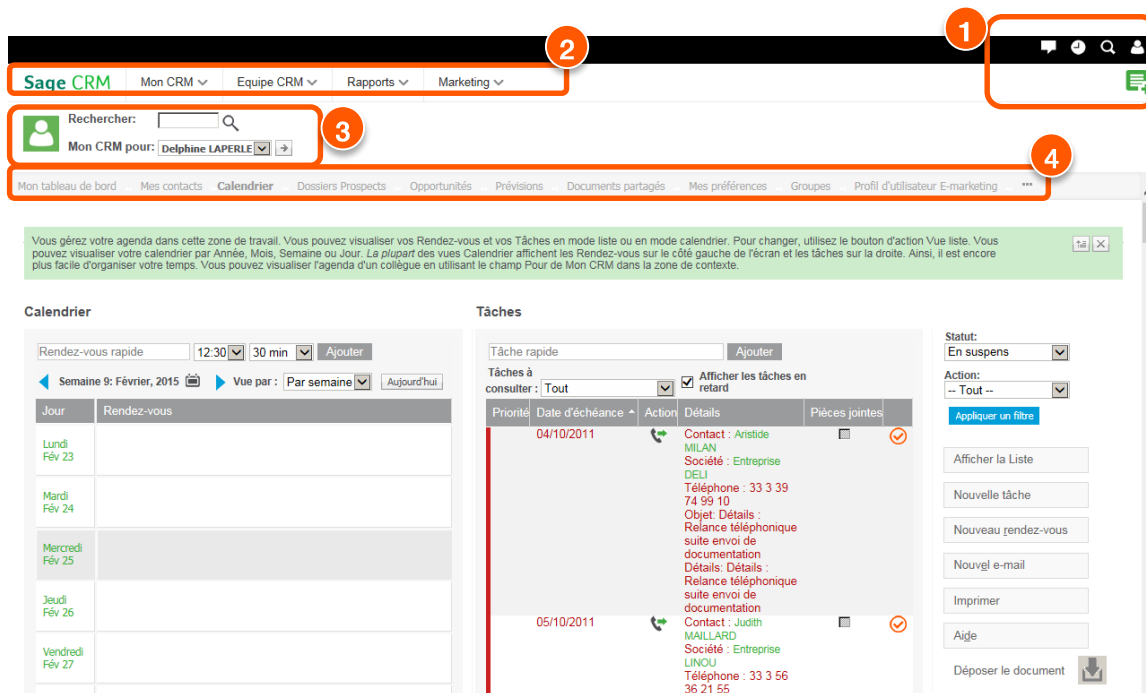 1
2
Sage CRM Mon CRM Equipe CRM Rapports Marketing
Rechercher:
3
Mon CRM pour: Delphine LAPERLE
4
Mon tableau de bord Mes contacts Calendrier Dossiers Prospects Opportunités Prévisions Documents partagés Mes préférences Groupes Profil d'utilisateur E-marketing ...
Vous gérez votre agenda dans cette zone de travail. Vous pouvez visualiser vos Rendez-vous et vos Tâches en mode liste ou en mode calendrier. Pour changer, utilisez le bouton d'action Vue liste. Vous
pouvez visualiser votre calendrier par Année, Mois, Semaine ou Jour. La plupart des vues Calendrier affichent les Rendez-vous sur le côté gauche de l'écran et les tâches sur la droite. Ainsi, il est encore
plus facile d'organiser votre temps. Vous pouvez visualiser l'agenda d'un collègue en utilisant le champ Pour de Mon CRM dans la zone de contexte.
Calendrier
Rendez-vous rapide 12:30 30 min Ajouter
Semaine 9: Février, 2015 Vue par : Par semaine Aujourd'hui
Jour Rendez-vous
Lundi
Fév 23
Mardi
Fév 24
Mercredi
Fév 25
Jeudi
Fév 26
Vendredi
Fév 27
Tâches
Tâche rapide Ajouter
Tâches à
consulter : Tout
Afficher les tâches en
retard
Priorité Date d'échéance Action Détails Pièces jointes
04/10/2011 Contact : Aristide
MILAN
Société : Entreprise
DELI
Téléphone : 33 3 39
74 99 10
Objet: Détails :
Relance téléphonique
suite envoi de
documentation
Détails: Détails :
Relance téléphonique
suite envoi de
documentation
05/10/2011 Contact : Judith
MAILLARD
Société : Entreprise
LINOU
Téléphone : 33 3 56
36 21 55
Statut:
En suspens
Action:
-- Tout --
Appliquer un filtre
Afficher la Liste
Nouvelle tâche
Nouveau rendez-vous
Nouvel e-mail
Imprimer
Aide
Déposer le document